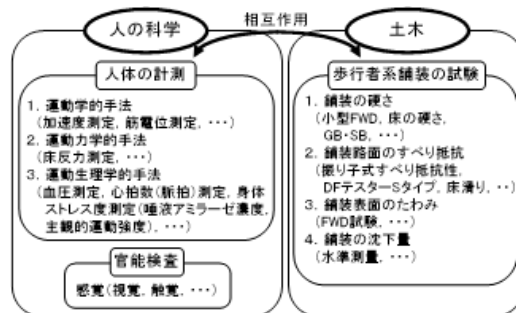 人の科学
相互作用
土木
人体の計測
1. 運動学的手法
(加速度測定, 筋電位測定, ・・・)
2. 運動力学的手法
(床反力測定, ・・・)
3. 運動生理学的手法
(血圧測定, 心拍数(脈拍)測定, 身体
ストレス度測定(唾液アミラーゼ濃度,
主観的運動強度), ・・・)
官能検査
感覚(視覚, 触覚, ・・・)
歩行者系舗装の試験
1. 舗装の硬さ
(小型FWD, 床の硬さ,
GB・SB, ・・・)
2. 舗装路面のすべり抵抗
(振り子式すべり抵抗性,
DFテスターSタイプ, 床滑り, ・・)
3. 舗装表面のたわみ
(FWD試験, ・・・)
4. 舗装の沈下量
(水準測量, ・・・)